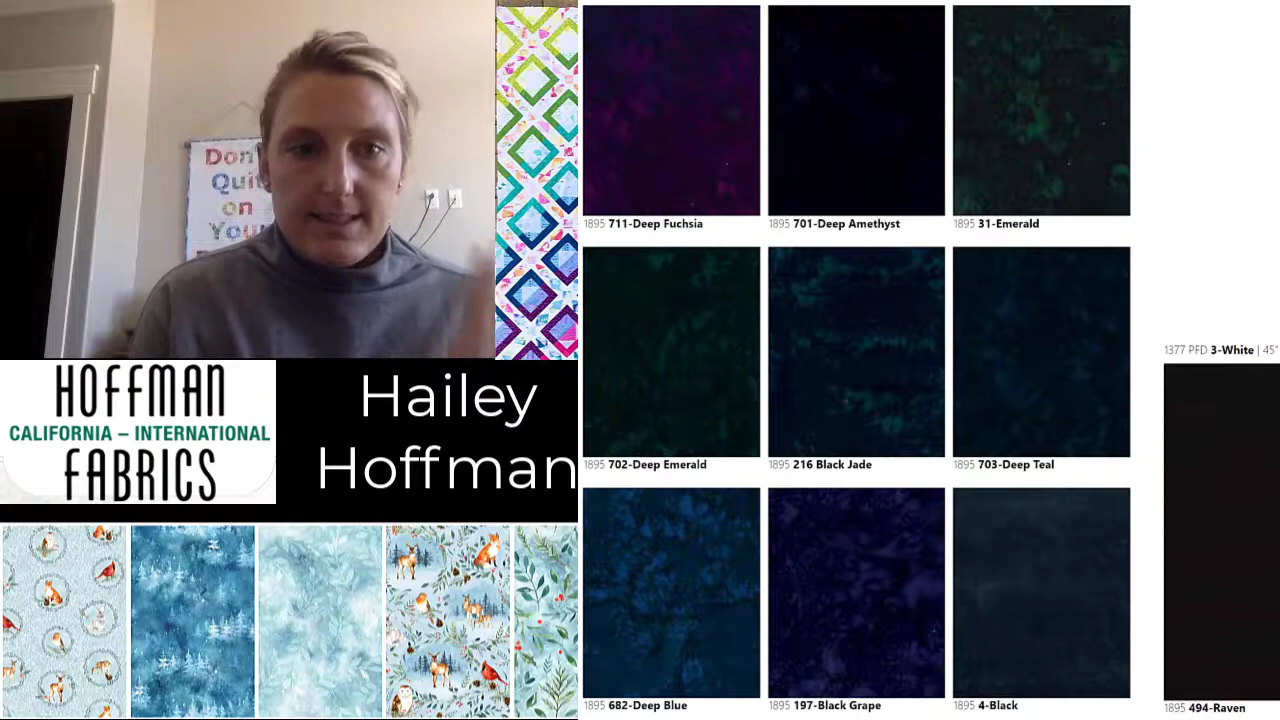 Don'
Quit
on
You
HOFFMAN
CALIFORNIA – INTERNATIONAL
FABRICS
Hailey
Hoffman
1895 711-Deep Fuchsia
1895 701-Deep Amethyst
1895 31-Emerald
1895 702-Deep Emerald
1895 216 Black Jade
1895 703-Deep Teal
1895 682-Deep Blue
1895 197-Black Grape
1895 4-Black
1377 PFD 3-White | 45"
1895 494-Raven